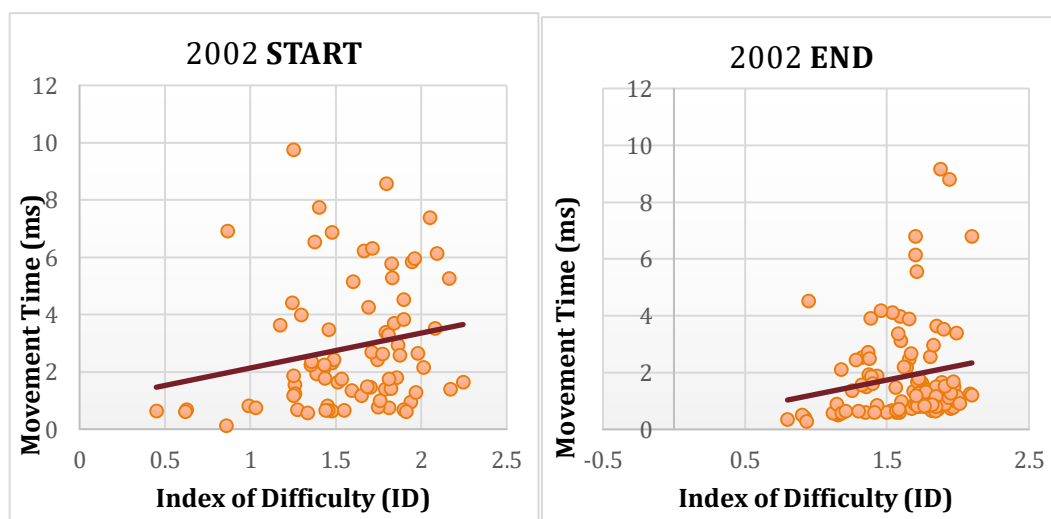 2002 START
12
10
8
6
4
2
0
0 0.5 1 1.5 2 2.5
Movement Time (ms)
Index of Difficulty (ID)
2002 END
12
10
8
6
4
2
0
-0.5 0.5 1.5 2.5
Movement Time (ms)
Index of Difficulty (ID)